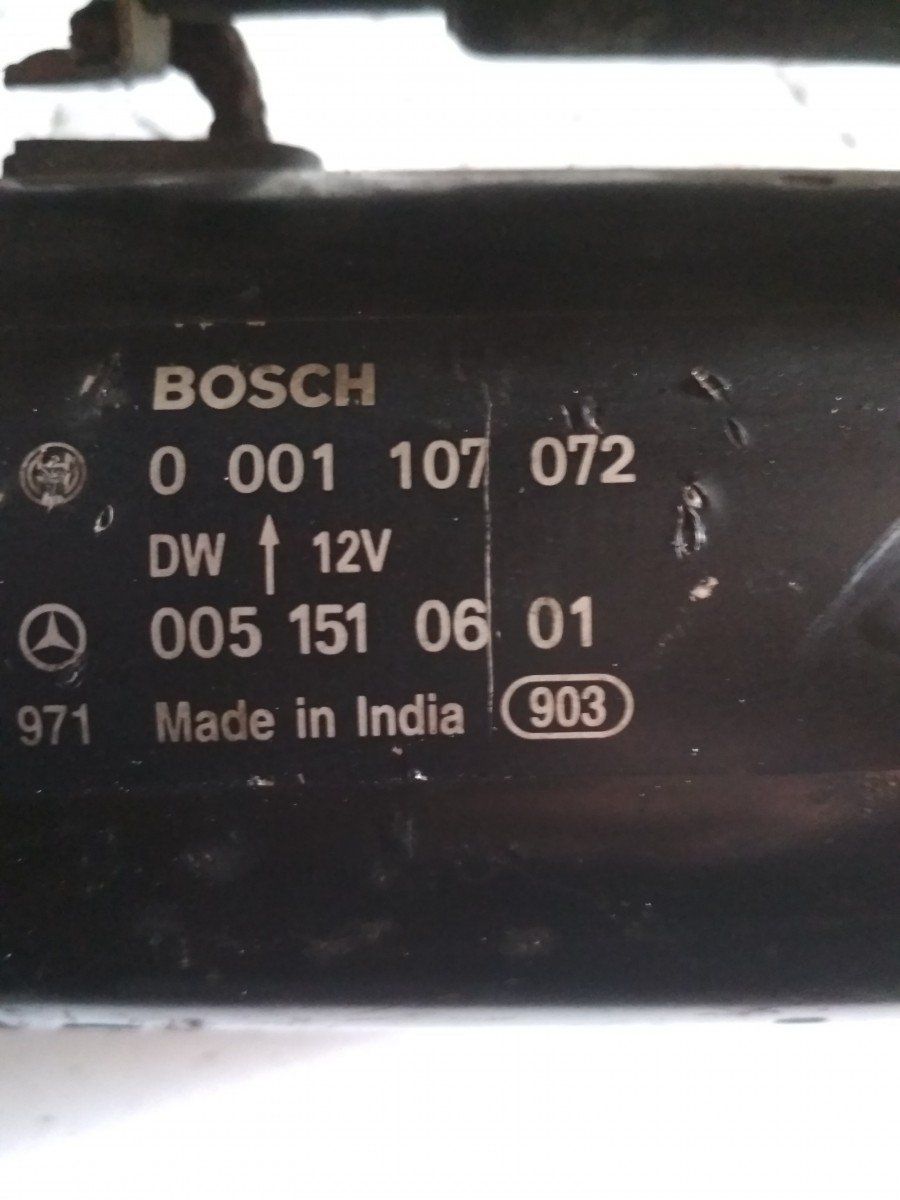 BOSCH
0 001 107 072
DW ↑ 12V
005 151 06 01
971 Made in India 903